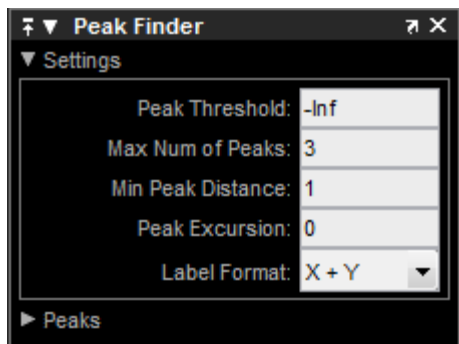 Peak Finder
Settings
Peak Threshold: -Inf
Max Num of Peaks: 3
Min Peak Distance: 1
Peak Excursion: 0
Label Format: X + Y
Peaks